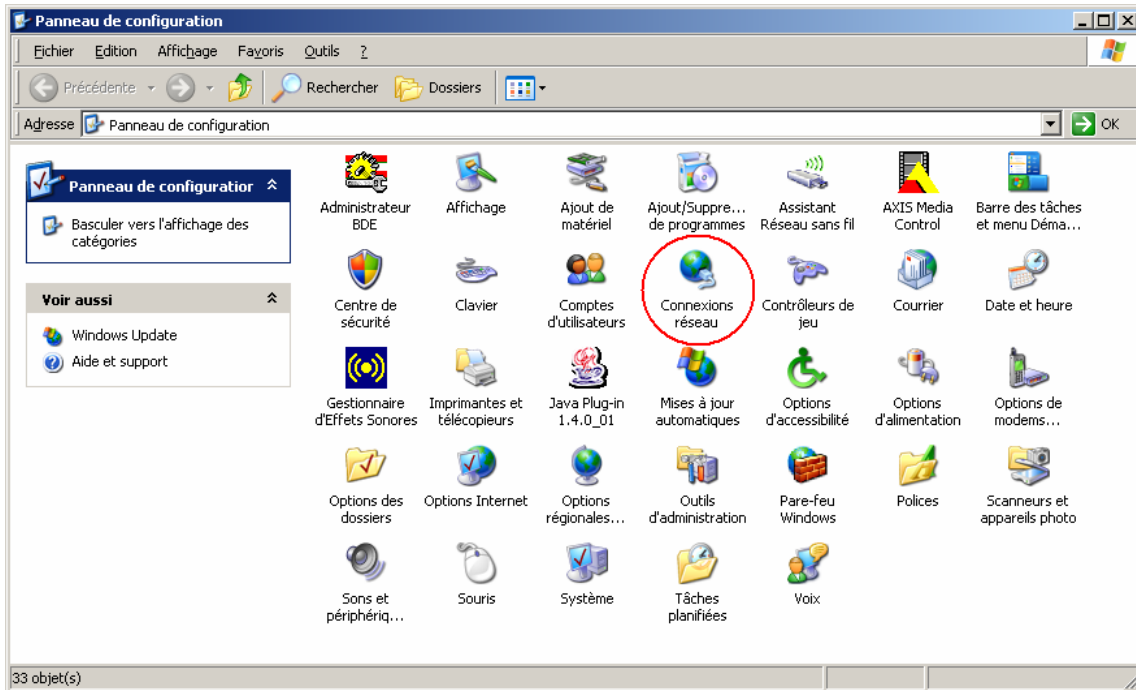 Panneau de configuration
Fichier Edition Affichage Favoris Outils ?
Précédente Rechercher Dossiers
Adresse Panneau de configuration OK
Panneau de configuration
Basculer vers l'affichage des
catégories
Voir aussi
Windows Update
Aide et support
Administrateur
BDE
Affichage
Ajout de
matériel
Ajout/Suppre...
de programmes
Assistant
Réseau sans fil
AXIS Media
Control
Barre des tâches
et menu Déma...
Centre de
sécurité
Clavier
Comptes
d'utilisateurs
Connexions
réseau
Contrôleurs de
jeu
Courrier
Date et heure
Gestionnaire
d'Effets Sonores
Imprimantes et
télécopieurs
Java Plug-in
1.4.0_01
Mises à jour
automatiques
Options
d'accessibilité
Options
d'alimentation
Options de
modems...
Options des
dossiers
Options Internet
Options
régionales...
Outils
d'administration
Pare-feu
Windows
Polices
Scanneurs et
appareils photo
Sons et
périphériq...
Souris
Système
Tâches
planifiées
Voix
33 objet(s)